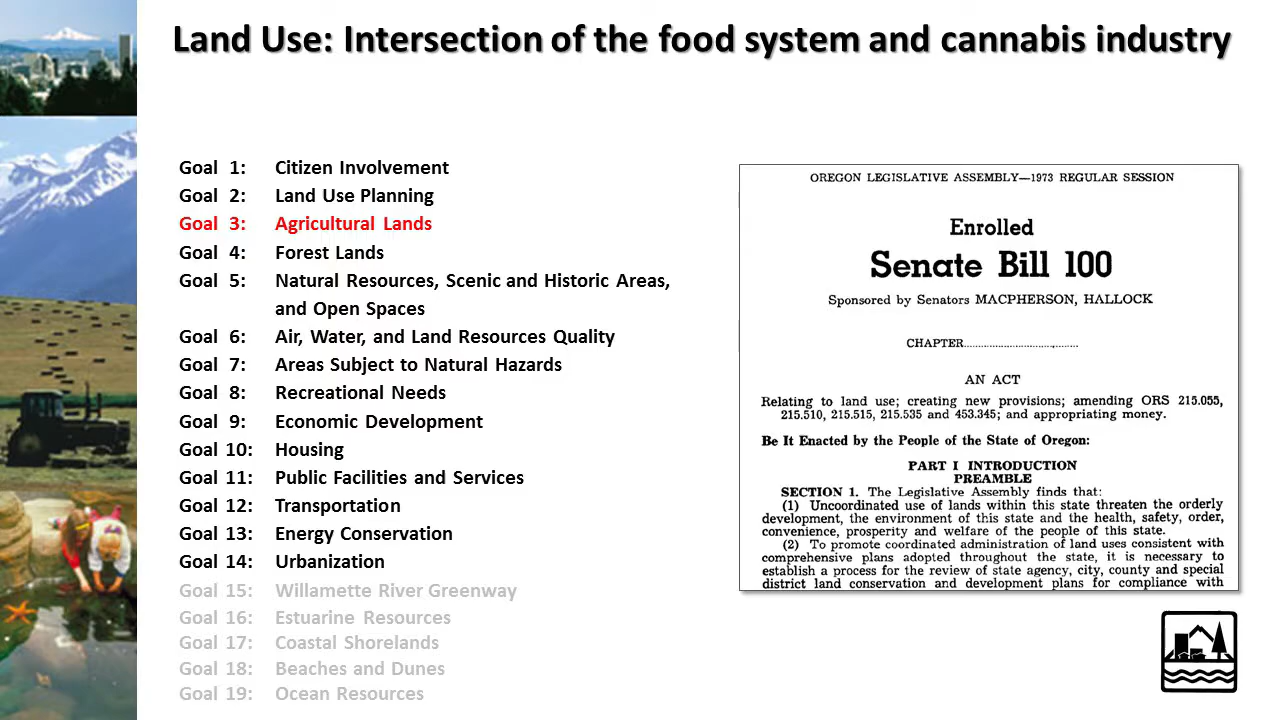 Land Use: Intersection of the food system and cannabis industry
Goal 1: Citizen Involvement
Goal 2: Land Use Planning
Goal 3: Agricultural Lands
Goal 4: Forest Lands
Goal 5: Natural Resources, Scenic and Historic Areas,
and Open Spaces
Goal 6: Air, Water, and Land Resources Quality
Goal 7: Areas Subject to Natural Hazards
Goal 8: Recreational Needs
Goal 9: Economic Development
Goal 10: Housing
Goal 11: Public Facilities and Services
Goal 12: Transportation
Goal 13: Energy Conservation
Goal 14: Urbanization
Goal 15: Willamette River Greenway
Goal 16: Estuarine Resources
Goal 17: Coastal Shorelands
Goal 18: Beaches and Dunes
Goal 19: Ocean Resources
OREGON LEGISLATIVE ASSEMBLY—1973 REGULAR SESSION
Enrolled
Senate Bill 100
Sponsored by Senators MACPHERSON, HALLOCK
CHAPTER..............................
AN ACT
Relating to land use; creating new provisions; amending ORS 215.055,
215.510, 215.515, 215.535 and 453.345; and appropriating money.
Be It Enacted by the People of the State of Oregon:
PART I INTRODUCTION
PREAMBLE
SECTION 1. The Legislative Assembly finds that:
(1) Uncoordinated use of lands within this state threaten the orderly
development, the environment of this state and the health, safety, order,
convenience, prosperity and welfare of the people of this state.
(2) To promote coordinated administration of land uses consistent with
comprehensive plans adopted throughout the state, it is necessary to
establish a process for the review of state agency, city, county and special
district land conservation and development plans for compliance with